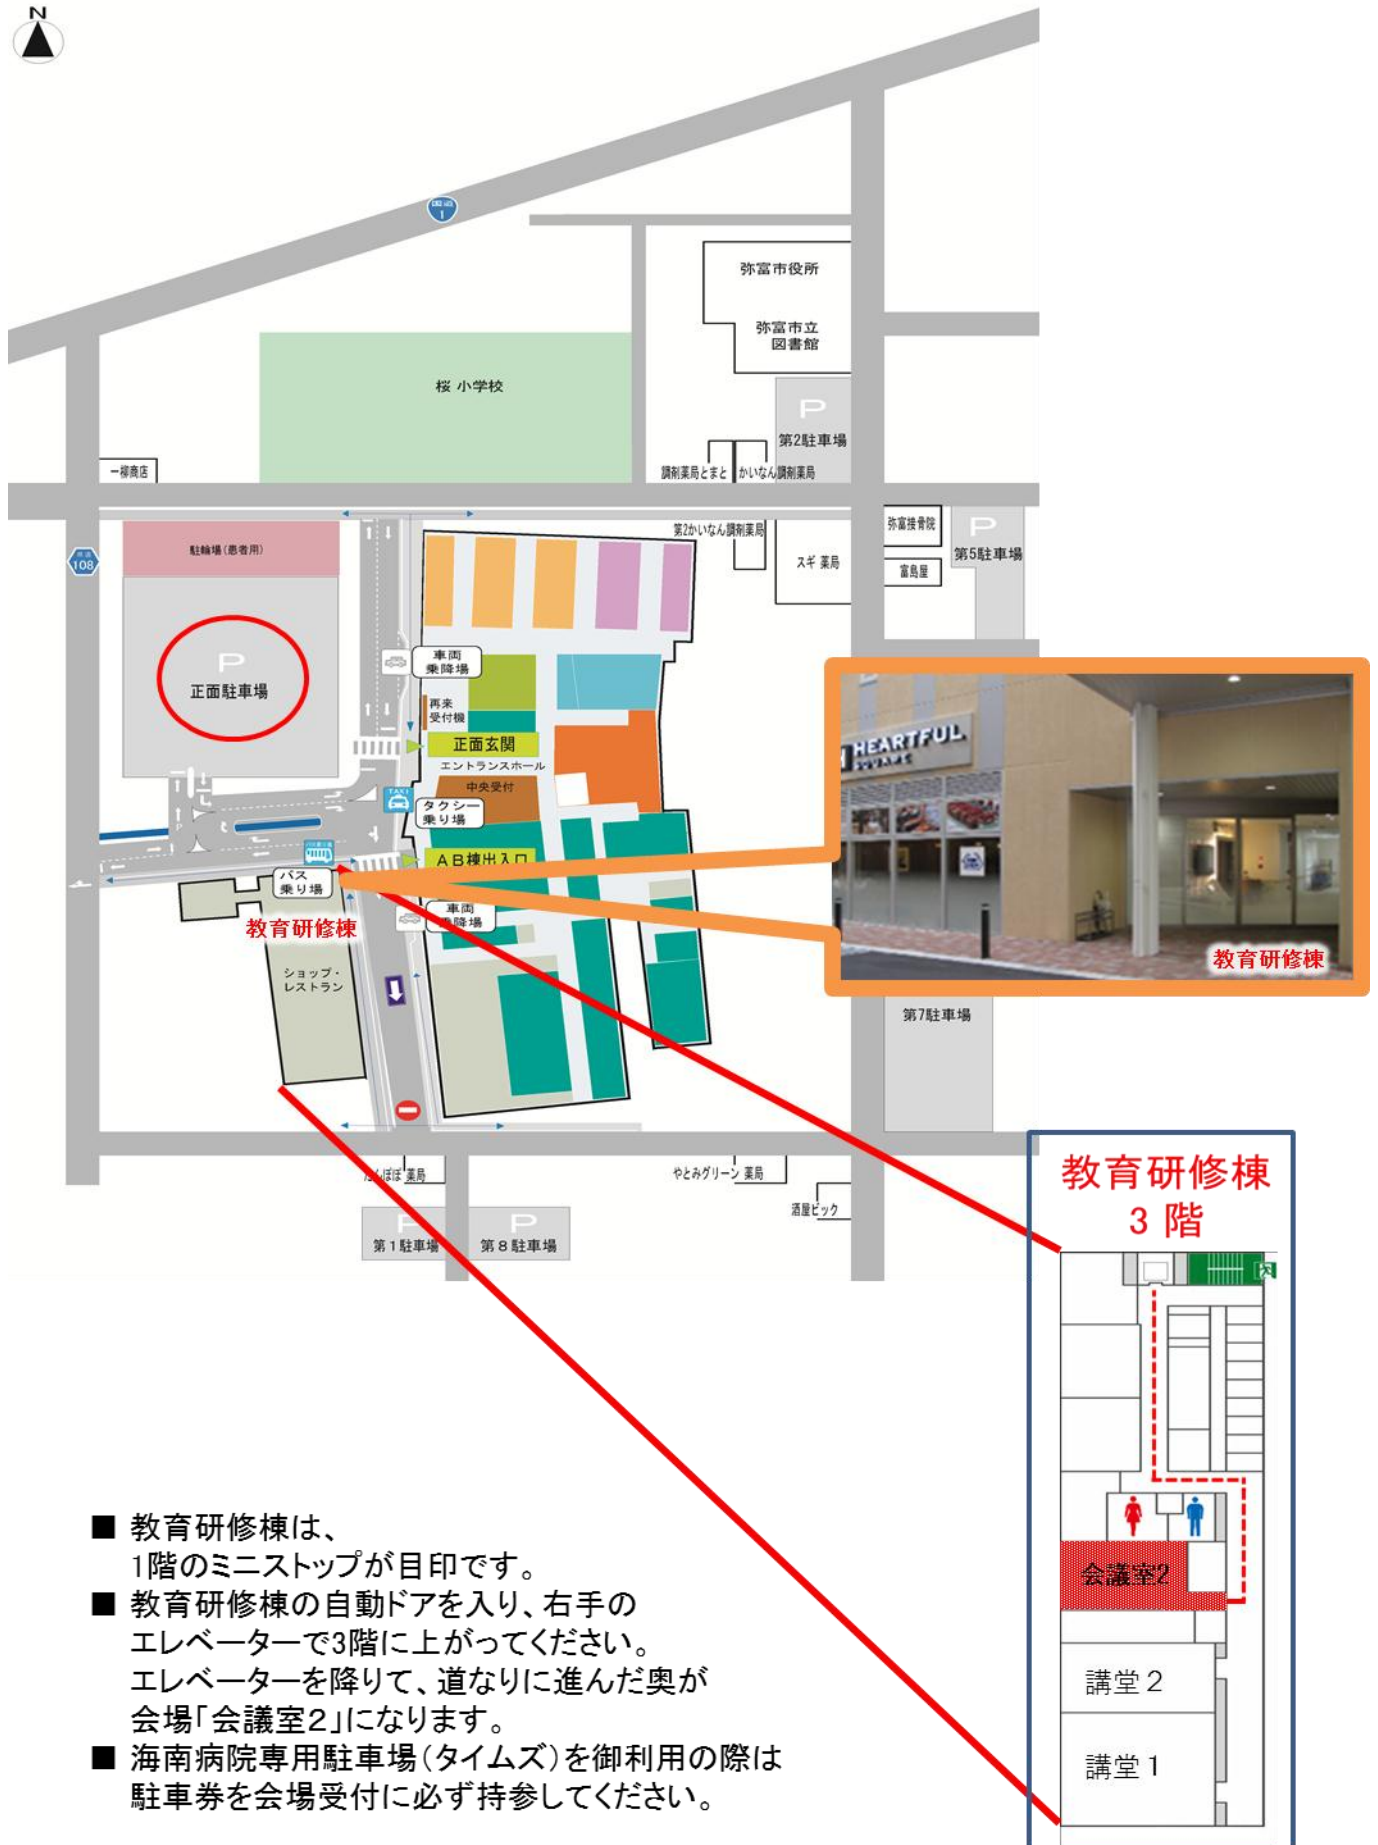 N
国道
1
弥富市役所
弥富市立
図書館
桜 小学校
P
第2駐車場
一柳商店
調剤薬局とまと
かいなん調剤薬局
第2かいなん調剤薬局
スギ 薬局
弥富接骨院
富島屋
P
第5駐車場
県道
108
駐輪場(患者用)
P
正面駐車場
車両
乗降場
再来
受付機
正面玄関
エントランスホール
中央受付
TAXI
タクシー
乗り場
AB棟出入口
バス
乗り場
車両
乗降場
教育研修棟
ショップ・
レストラン
HEARTFUL
SQUARE
教育研修棟
第7駐車場
たんぽぽ 薬局
やとみグリーン 薬局
酒屋ビック
P
第1駐車場
P
第8駐車場
教育研修棟
3 階
会議室2
講堂2
講堂1
■ 教育研修棟は、
1階のミニストップが目印です。
■ 教育研修棟の自動ドアを入り、右手の
エレベーターで3階に上がってください。
エレベーターを降りて、道なりに進んだ奥が
会場「会議室2」になります。
■ 海南病院専用駐車場(タイムズ)を御利用の際は
駐車券を会場受付に必ず持参してください。